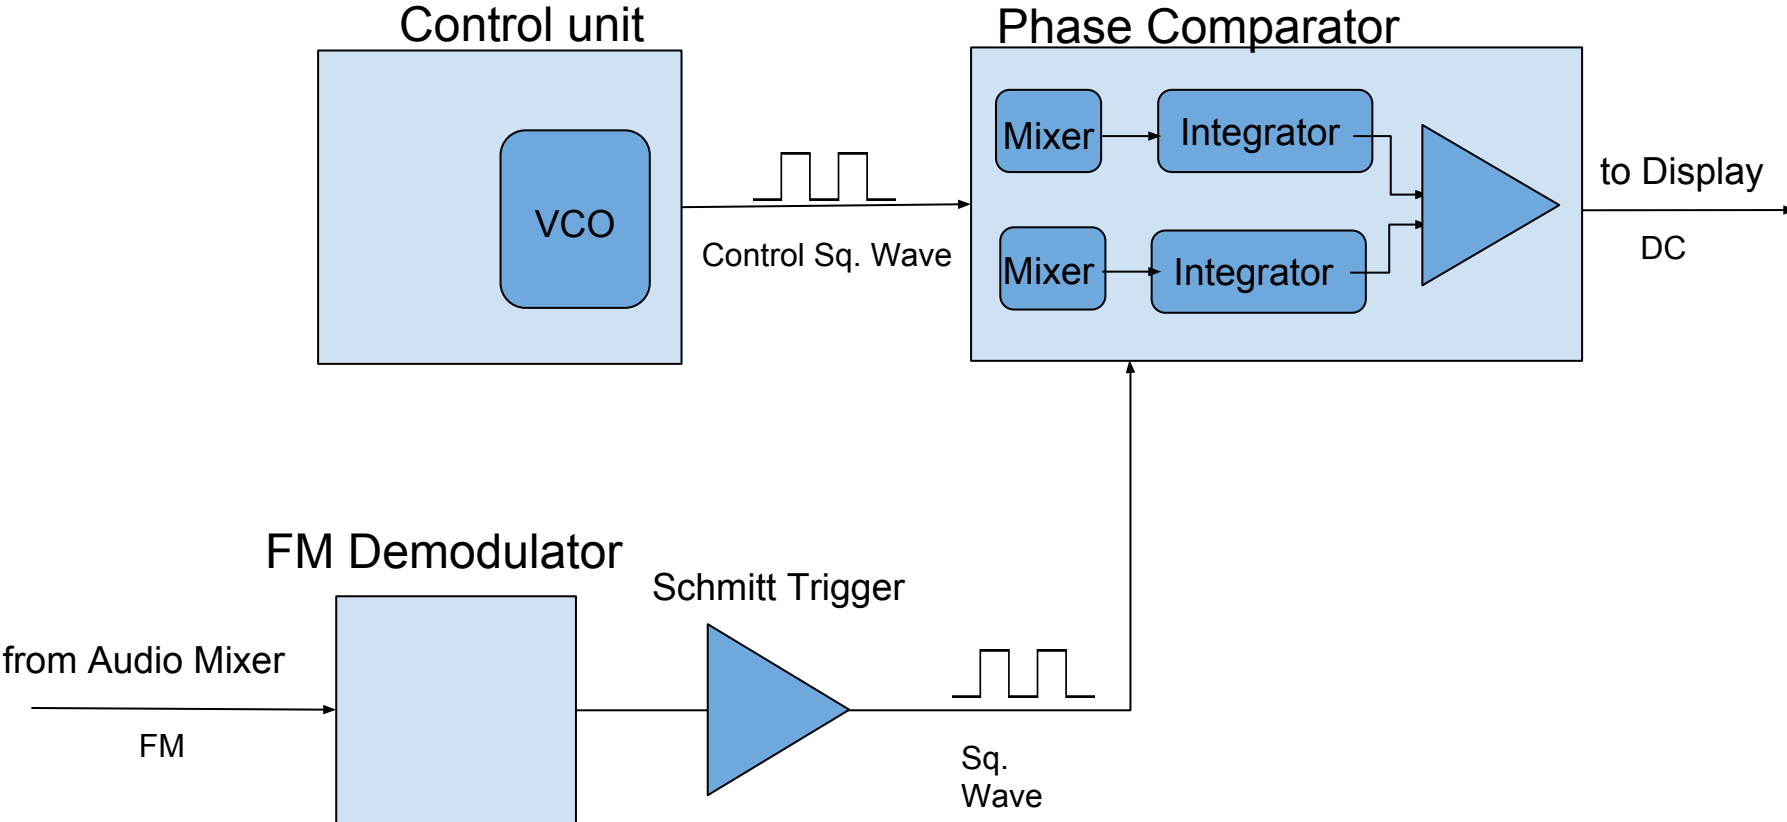 Control unit
Phase Comparator
Mixer
Integrator
to Display
VCO
Control Sq. Wave
DC
Mixer
Integrator
FM Demodulator
Schmitt Trigger
from Audio Mixer
FM
Sq.
Wave